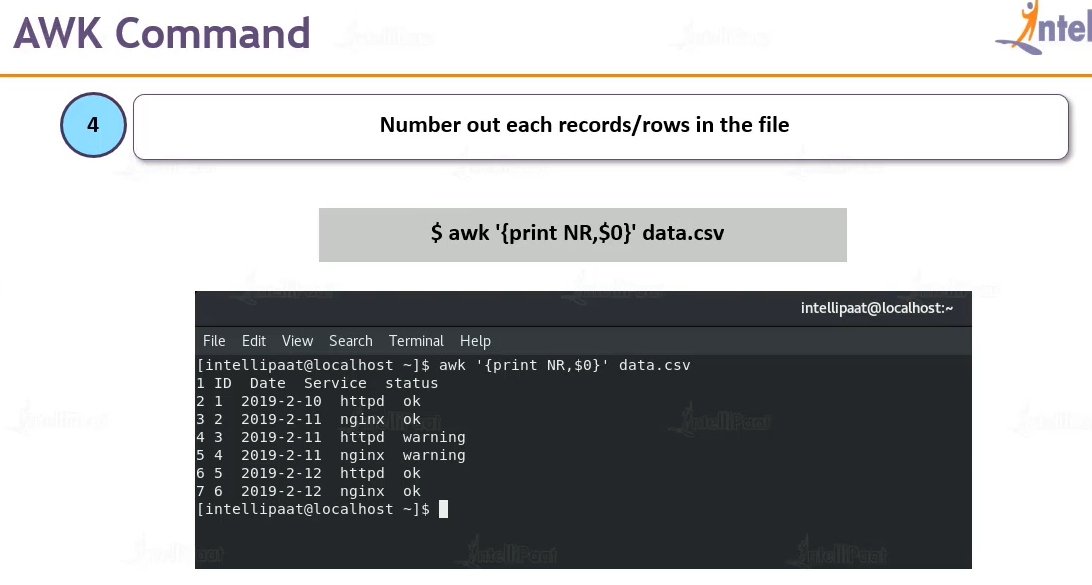 AWK Command
ntel
4
Number out each records/rows in the file
$ awk '{print NR,$0}' data.csv
intellipaat@localhost:~
File Edit View Search Terminal Help
[intellipaat@localhost ~]$ awk '{print NR,$0}' data.csv
1 ID  Date  Service  status
2 1  2019-2-10  httpd  ok
3 2  2019-2-11  nginx  ok
4 3  2019-2-11  httpd  warning
5 4  2019-2-11  nginx  warning
6 5  2019-2-12  httpd  ok
7 6  2019-2-12  nginx  ok
[intellipaat@localhost ~]$